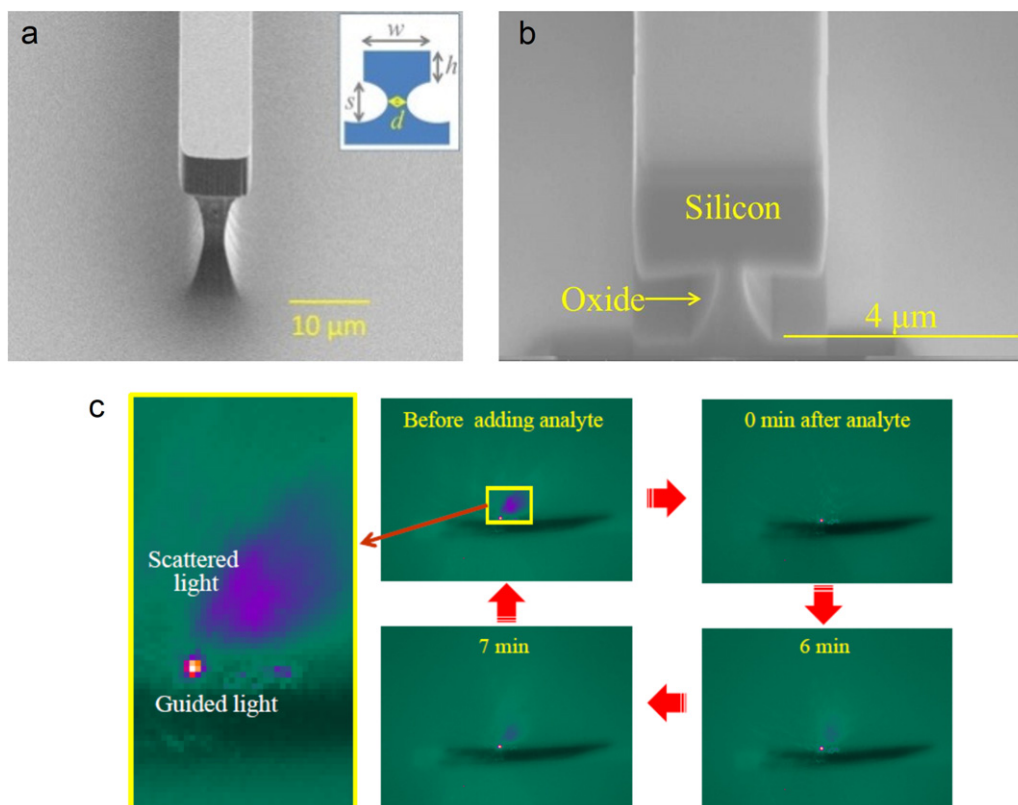 a
w
h
s
d
10 μm
b
Silicon
Oxide
4 μm
c
Scattered
light
Guided light
Before adding analyte
0 min after analyte
7 min
6 min